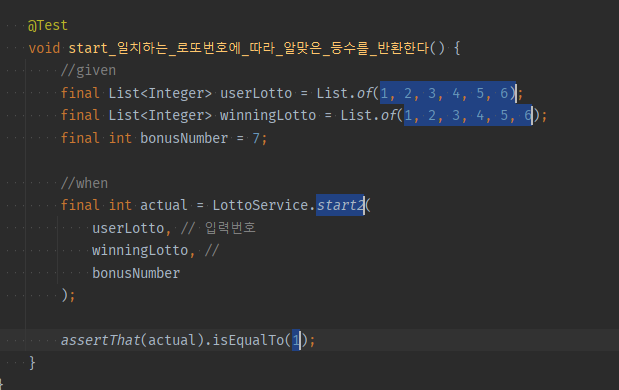 @Test
void start_일치하는_로또번호에_따라_알맞은_등수를_반환한다() {
//given
final List<Integer> userLotto = List.of(1, 2, 3, 4, 5, 6);
final List<Integer> winningLotto = List.of(1, 2, 3, 4, 5, 6);
final int bonusNumber = 7;
//when
final int actual = LottoService.start2(
userLotto, // 입력번호
winningLotto, //
bonusNumber
);
assertThat(actual).isEqualTo(1);
}
}